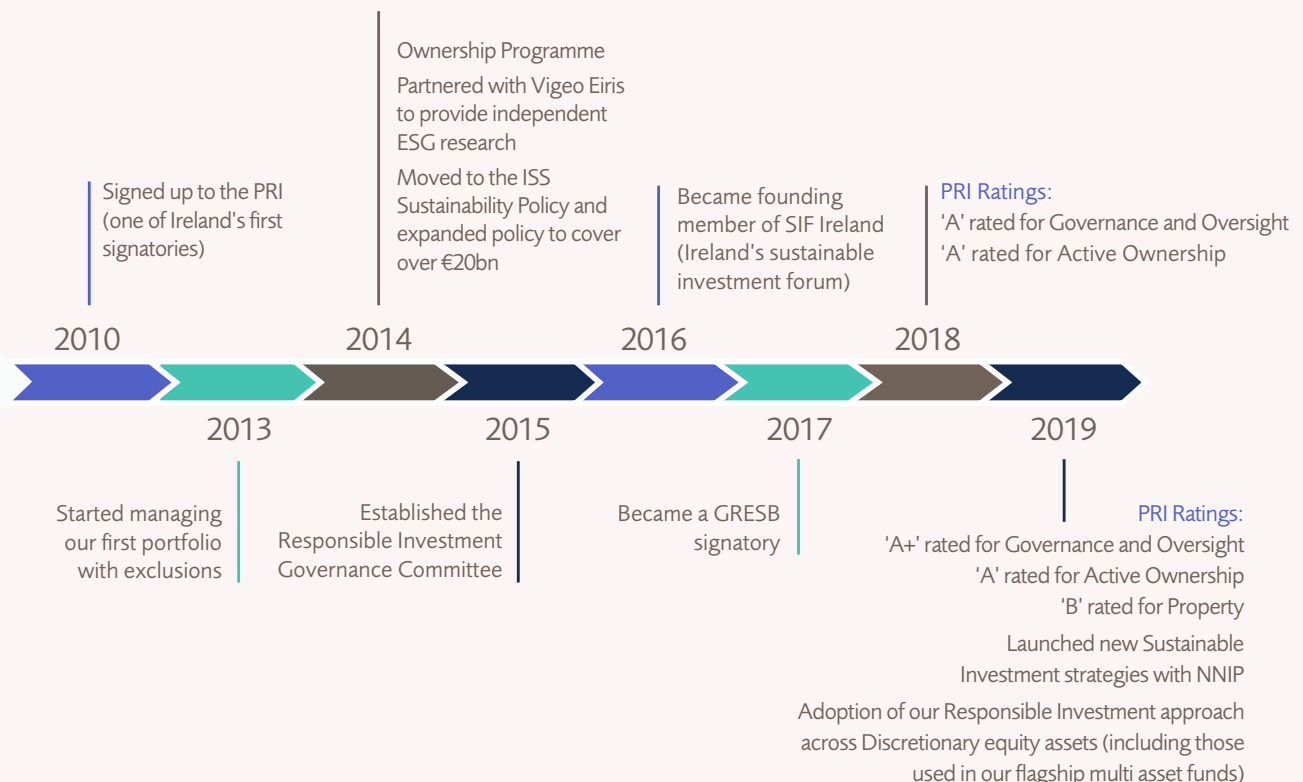 Ownership Programme
Partnered with Vigeo Eiris
to provide independent
ESG research
Moved to the ISS
Sustainability Policy and
expanded policy to cover
over €20bn
Signed up to the PRI
(one of Ireland's first
signatories)
Became founding
member of SIF Ireland
(Ireland's sustainable
investment forum)
PRI Ratings:
'A' rated for Governance and Oversight
'A' rated for Active Ownership
2010
2014
2016
2018
2013
2015
2017
2019
Started managing
our first portfolio
with exclusions
Established the
Responsible Investment
Governance Committee
Became a GRESB
signatory
PRI Ratings:
'A+' rated for Governance and Oversight
'A' rated for Active Ownership
'B' rated for Property
Launched new Sustainable
Investment strategies with NNIP
Adoption of our Responsible Investment approach
across Discretionary equity assets (including those
used in our flagship multi asset funds)